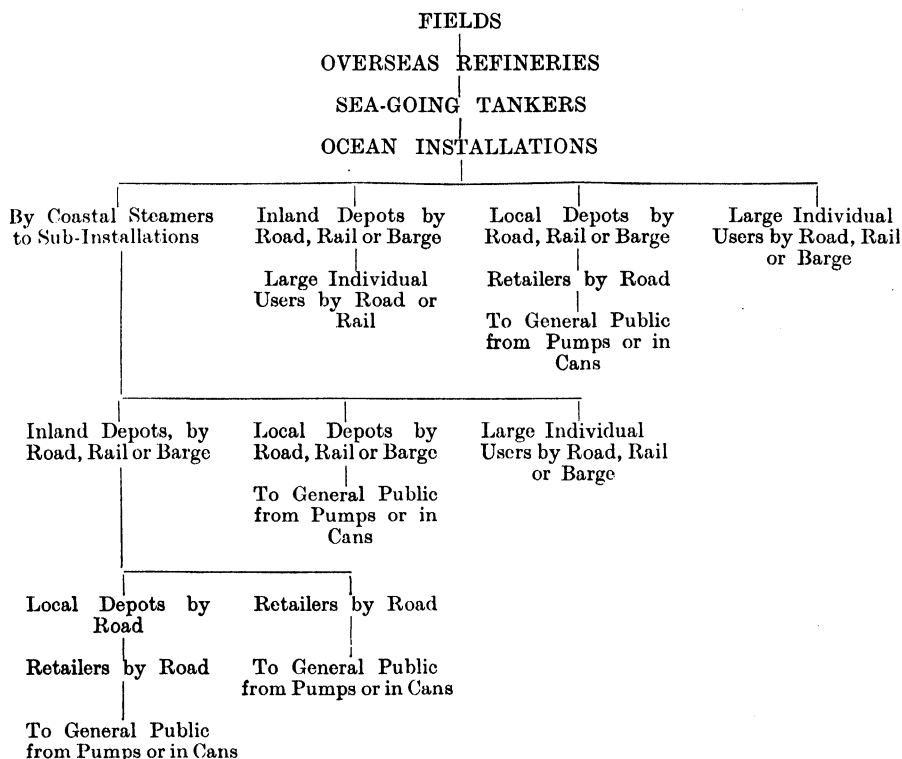 FIELDS
OVERSEAS REFINERIES
SEA-GOING TANKERS
OCEAN INSTALLATIONS
By Coastal Steamers
to Sub-Installations
Inland Depots by
Road, Rail or Barge
Large Individual
Users by Road or
Rail
Local Depots by
Road, Rail or Barge
Retailers by Road
To General Public
from Pumps or in
Cans
Large Individual
Users by Road, Rail
or Barge
Inland Depots, by
Road, Rail or Barge
Local Depots by
Road, Rail or Barge
To General Public
from Pumps or in
Cans
Large Individual
Users by Road, Rail
or Barge
Local Depots by
Road
Retailers by Road
To General Public
from Pumps or in Cans
Retailers by Road
To General Public
from Pumps or in Cans